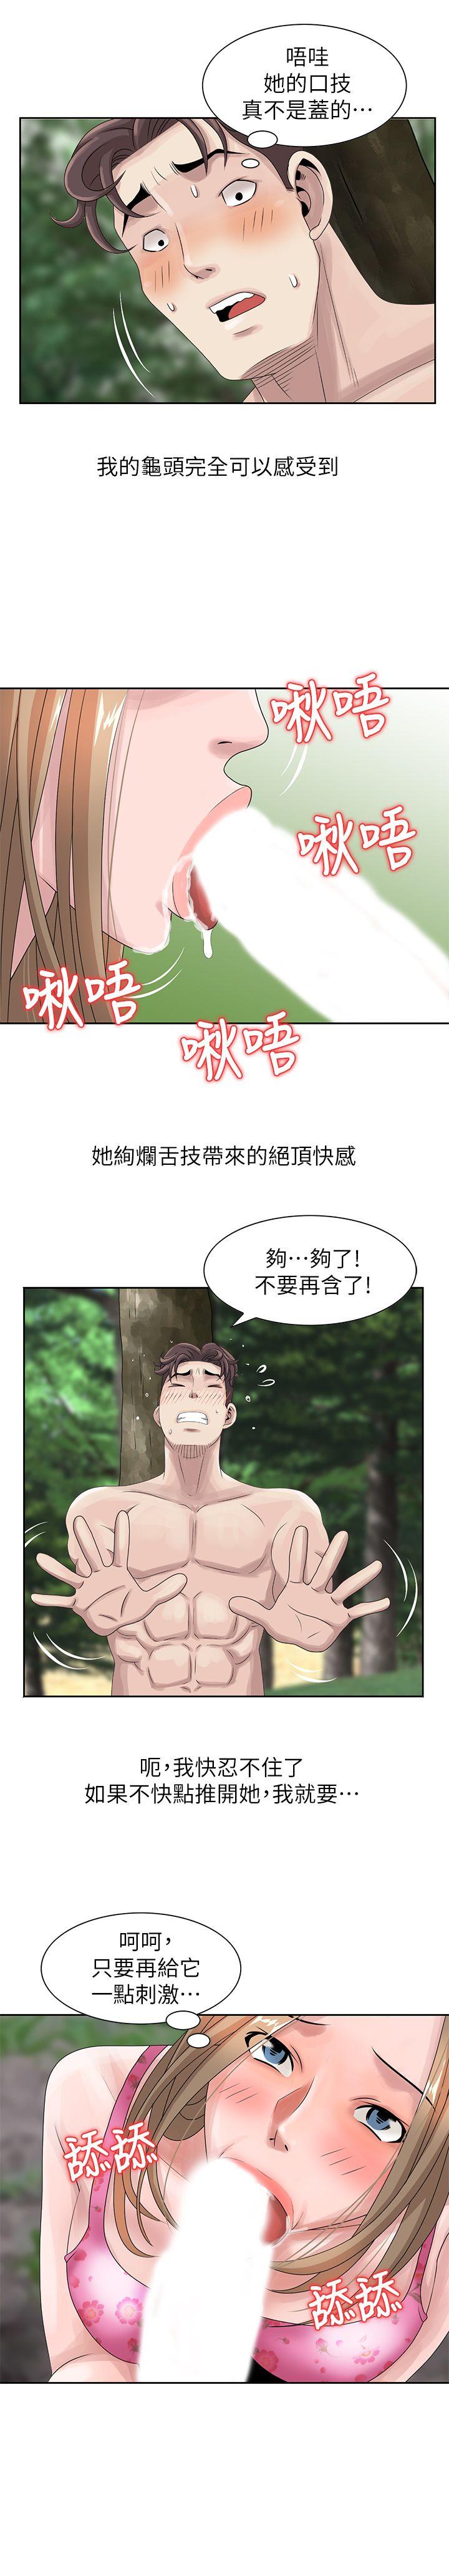 唔哇
她的口技
真不是蓋的…
我的龜頭完全可以感受到
啾唔
啾唔
啾唔
啾唔
她絢爛舌技帶來的絕頂快感
夠…夠了!
不要再含了!
呃,我快忍不住了
如果不快點推開她,我就要…
呵呵,
只要再給它
一點刺激…
舔舔
舔舔